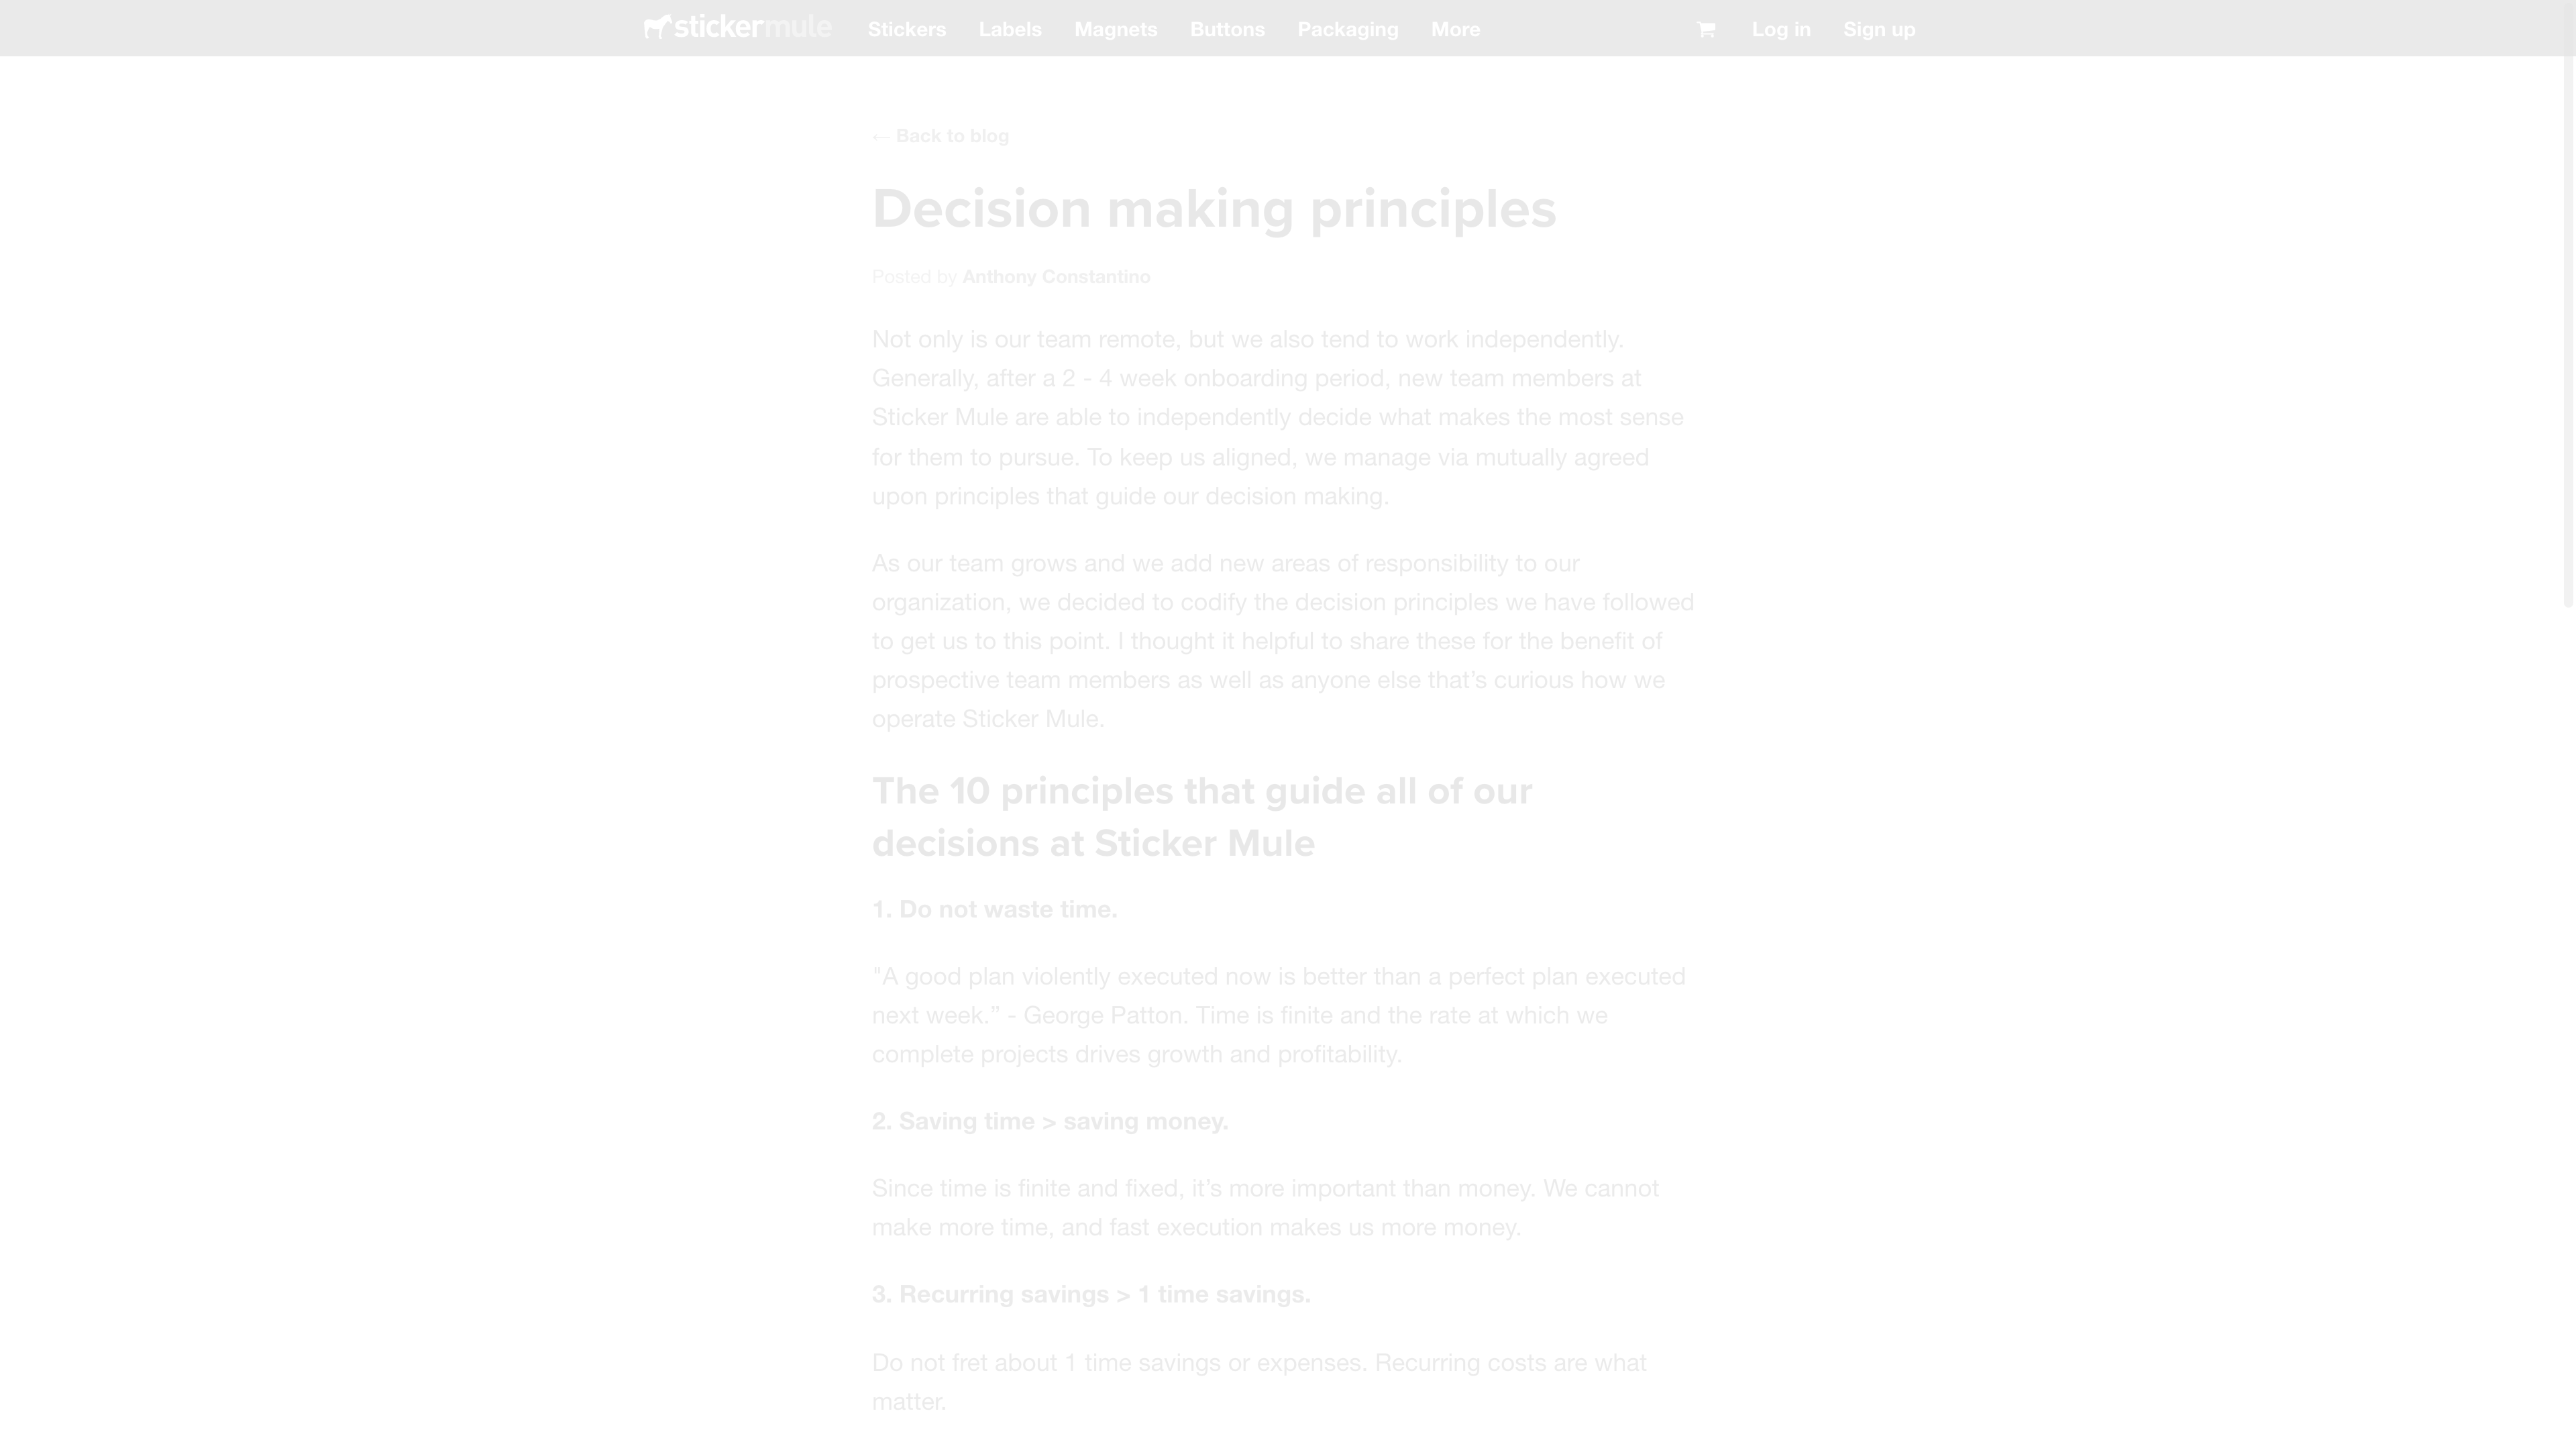 stickermule Stickers Labels Magnets Buttons Packaging More Log in Sign up
← Back to blog
Decision making principles
Posted by Anthony Constantino
Not only is our team remote, but we also tend to work independently.
Generally, after a 2 - 4 week onboarding period, new team members at
Sticker Mule are able to independently decide what makes the most sense
for them to pursue. To keep us aligned, we manage via mutually agreed
upon principles that guide our decision making.
As our team grows and we add new areas of responsibility to our
organization, we decided to codify the decision principles we have followed
to get us to this point. I thought it helpful to share these for the benefit of
prospective team members as well as anyone else that’s curious how we
operate Sticker Mule.
The 10 principles that guide all of our
decisions at Sticker Mule
1. Do not waste time.
"A good plan violently executed now is better than a perfect plan executed
next week.” - George Patton. Time is finite and the rate at which we
complete projects drives growth and profitability.
2. Saving time > saving money.
Since time is finite and fixed, it’s more important than money. We cannot
make more time, and fast execution makes us more money.
3. Recurring savings > 1 time savings.
Do not fret about 1 time savings or expenses. Recurring costs are what
matter.